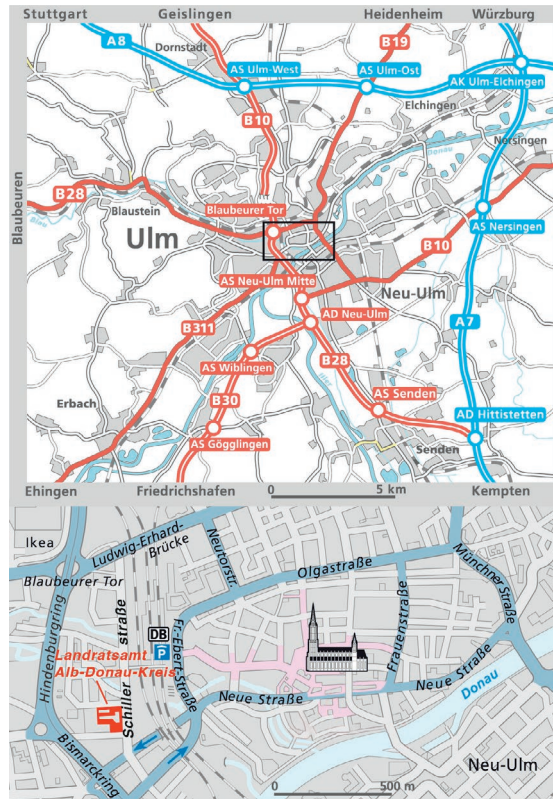 Stuttgart
Geislingen
Heidenheim
Würzburg
A8
B19
Dornstadt
AS Ulm-West
AS Ulm-Ost
AK Ulm-Elchingen
Elchingen
B10
Donau
Nersingen
B28
Blaubeuren
Blaustein
Blaubeurer Tor
Ulm
AS Nersingen
B10
AS Neu-Ulm Mitte
Neu-Ulm
AD Neu-Ulm
B311
A7
AS Wiblingen
B28
B30
AS Senden
Erbach
AS Gögglingen
AD Hittistetten
Senden
Ehingen
Friedrichshafen
0
5 km
Kempten
Ikea
Ludwig-Erhard-
Brücke
Neutorstr.
Olgastraße
Münchner Straße
Blaubeurer Tor
Hindenburgring
Schiller straße
DB
P
Fr.-Ebert-Straße
Frauenstraße
Landratsamt
Alb-Donau-Kreis
Neue Straße
Neue Straße
Donau
Bismarckring
Neu-Ulm
0
500 m